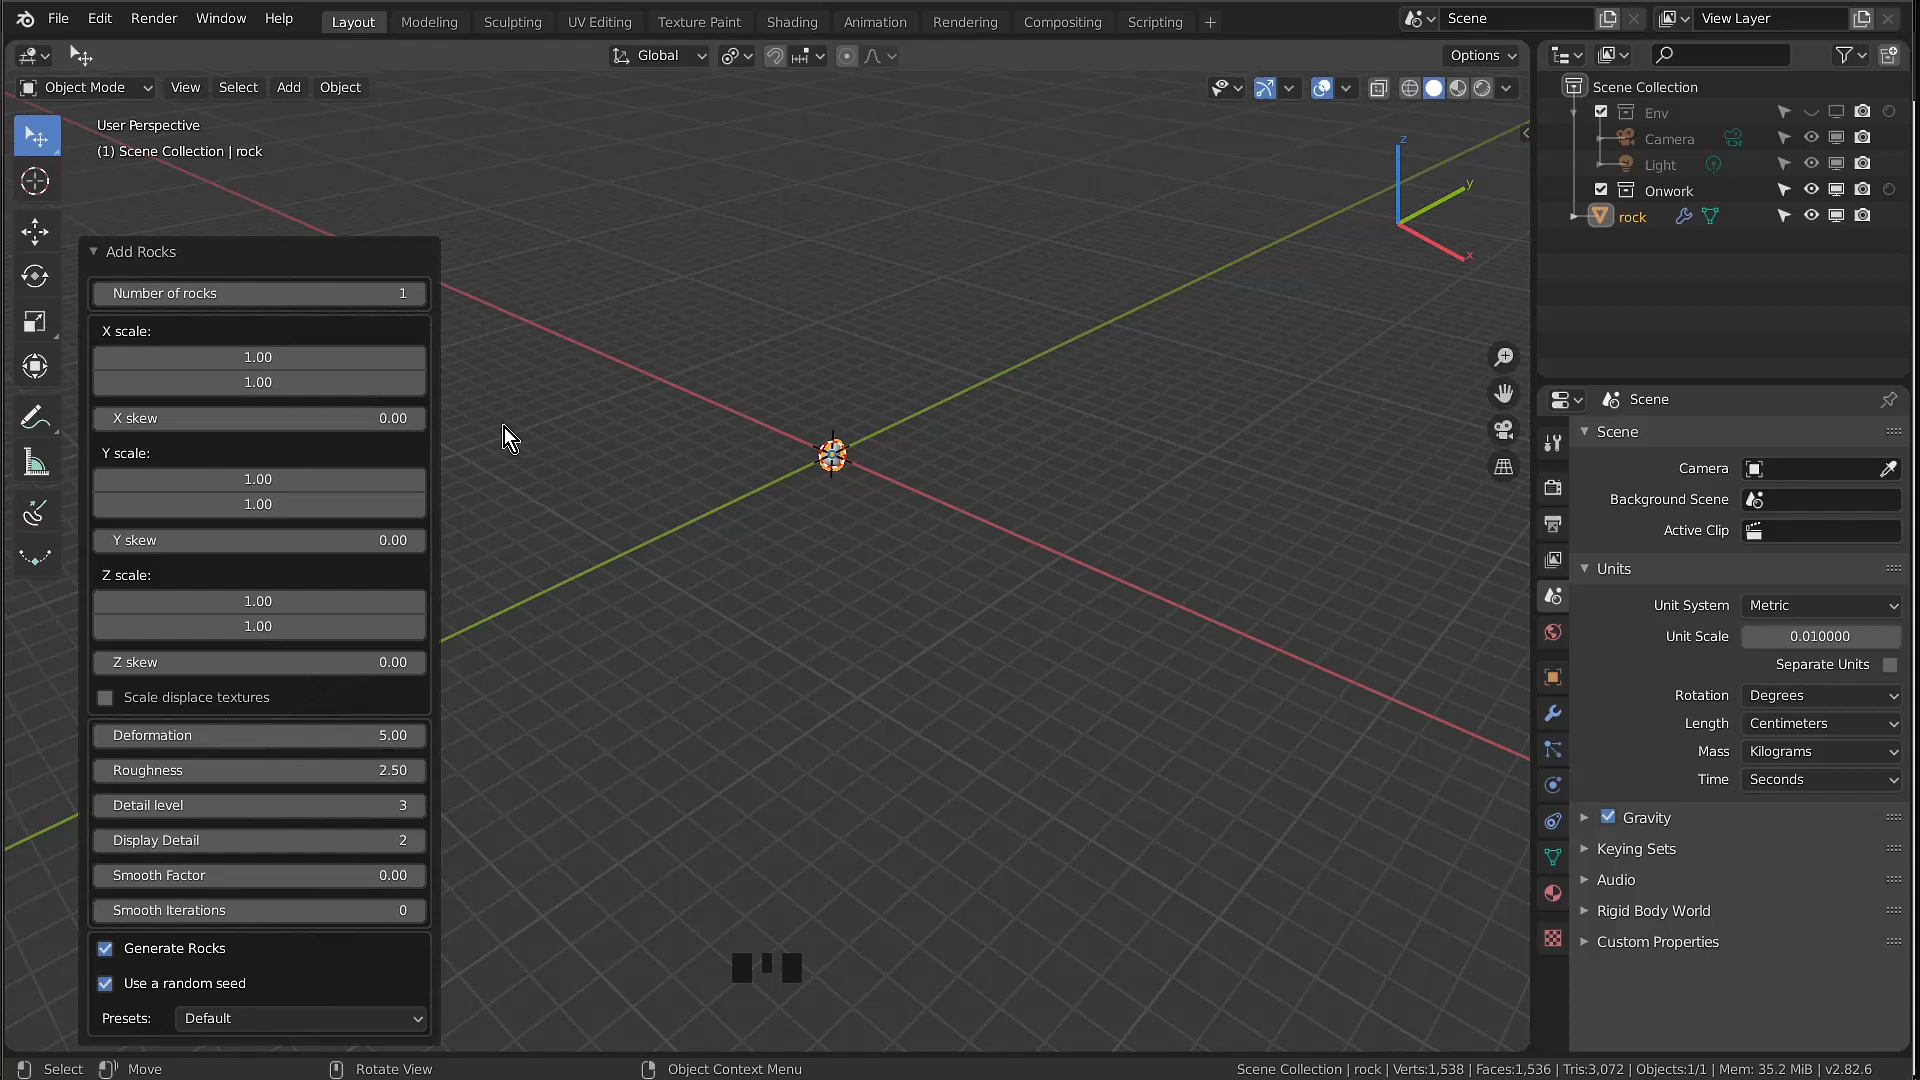 File Edit Render Window Help Layout Modeling Sculpting UV Editing Texture Paint Shading Animation Rendering Compositing Scripting + Scene View Layer
Global Options
Object Mode View Select Add Object
User Perspective
(1) Scene Collection | rock
z
y
x
Add Rocks
Number of rocks 1
X scale:
1.00
1.00
X skew 0.00
Y scale:
1.00
1.00
Y skew 0.00
Z scale:
1.00
1.00
Z skew 0.00
Scale displace textures
Deformation 5.00
Roughness 2.50
Detail level 3
Display Detail 2
Smooth Factor 0.00
Smooth Iterations 0
Generate Rocks
Use a random seed
Presets: Default
Scene Collection
Env
Camera
Light
Onwork
rock
Scene
Scene
Camera
Background Scene
Active Clip
Units
Unit System Metric
Unit Scale 0.010000
Separate Units
Rotation Degrees
Length Centimeters
Mass Kilograms
Time Seconds
Gravity
Keying Sets
Audio
Rigid Body World
Custom Properties
Select Move Rotate View Object Context Menu Scene Collection | rock | Verts:1,538 | Faces:1,536 | Tris:3,072 | Objects:1/1 | Mem: 35.2 MiB | v2.82.6